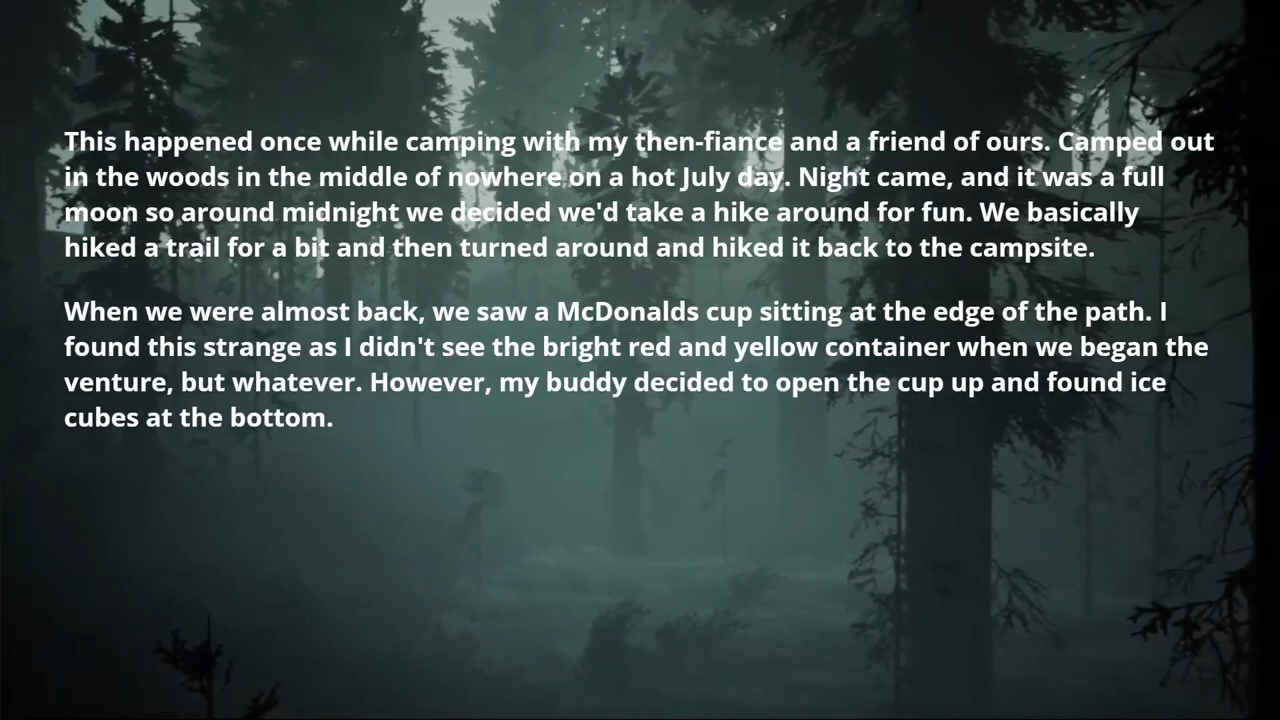 This happened once while camping with my then-fiance and a friend of ours. Camped out
in the woods in the middle of nowhere on a hot July day. Night came, and it was a full
moon so around midnight we decided we'd take a hike around for fun. We basically
hiked a trail for a bit and then turned around and hiked it back to the campsite.
When we were almost back, we saw a McDonalds cup sitting at the edge of the path. I
found this strange as I didn't see the bright red and yellow container when we began the
venture, but whatever. However, my buddy decided to open the cup up and found ice
cubes at the bottom.